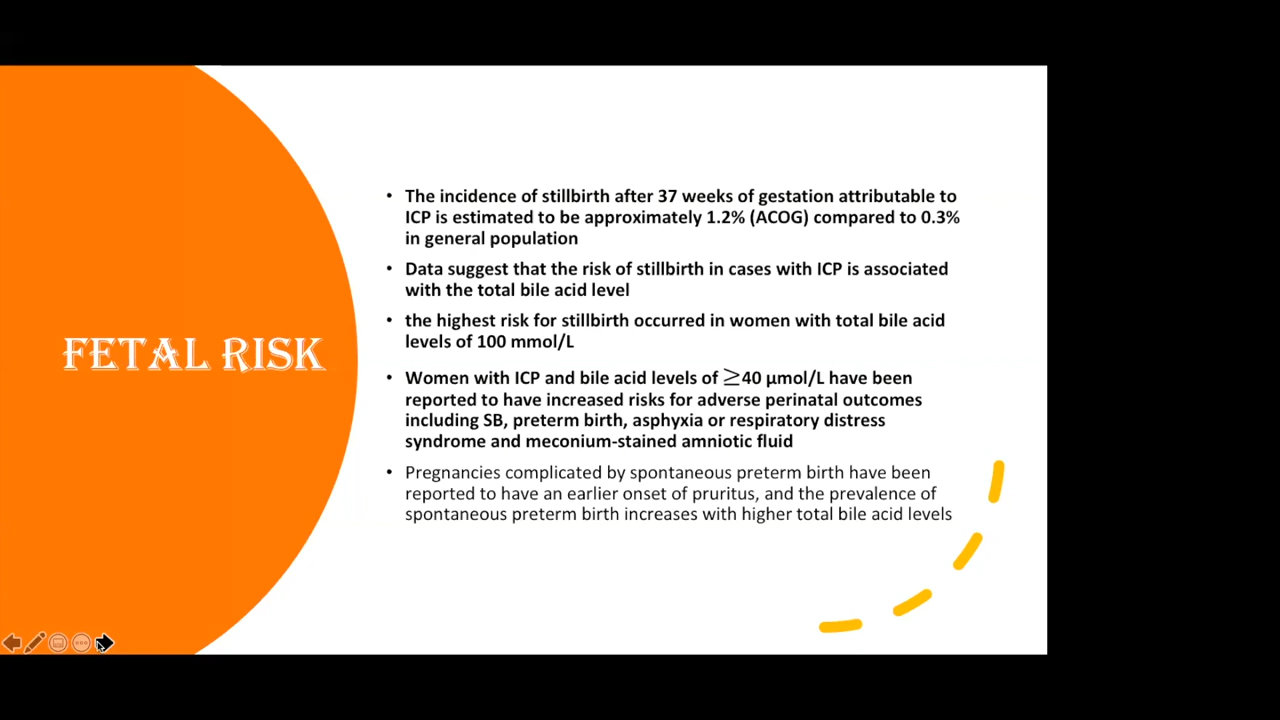 FETAL RISK
• The incidence of stillbirth after 37 weeks of gestation attributable to
ICP is estimated to be approximately 1.2% (ACOG) compared to 0.3%
in general population
• Data suggest that the risk of stillbirth in cases with ICP is associated
with the total bile acid level
• the highest risk for stillbirth occurred in women with total bile acid
levels of 100 mmol/L
• Women with ICP and bile acid levels of ≥40 μmol/L have been
reported to have increased risks for adverse perinatal outcomes
including SB, preterm birth, asphyxia or respiratory distress
syndrome and meconium-stained amniotic fluid
• Pregnancies complicated by spontaneous preterm birth have been
reported to have an earlier onset of pruritus, and the prevalence of
spontaneous preterm birth increases with higher total bile acid levels